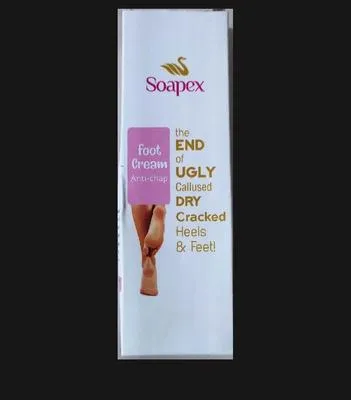 Soapex
Foot
Cream
Anti-chap
the
END
of
UGLY
Callused
DRY
Cracked
Heels
& Feet!